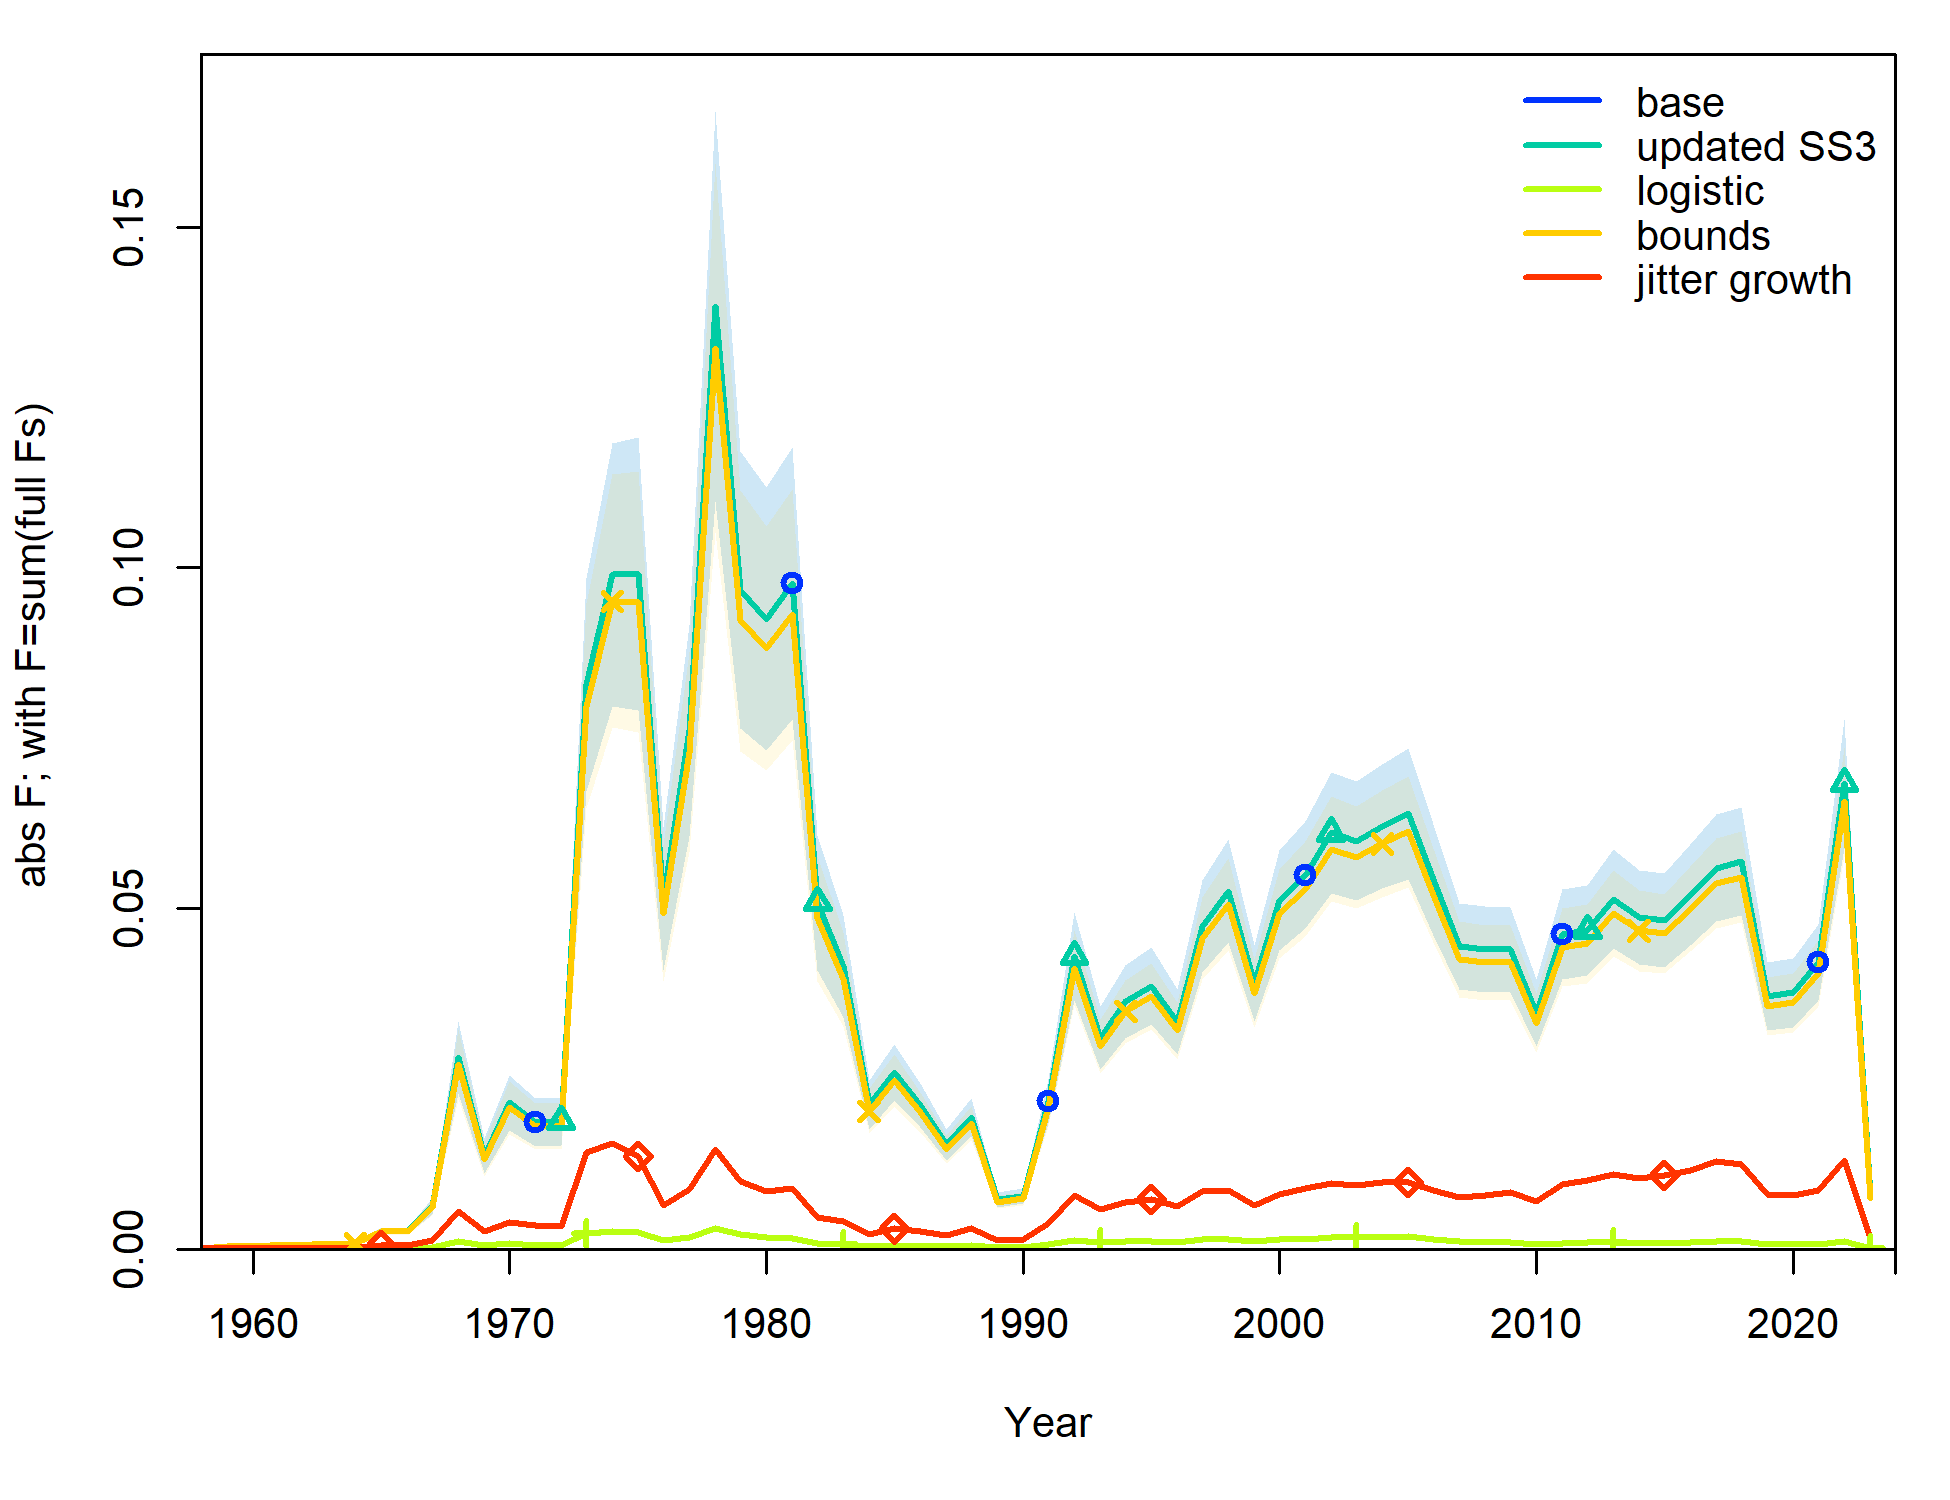 base
updated SS3
logistic
bounds
jitter growth
abs F; with F=sum(full Fs)
0.15
0.10
0.05
0.00
1960 1970 1980 1990 2000 2010 2020
Year